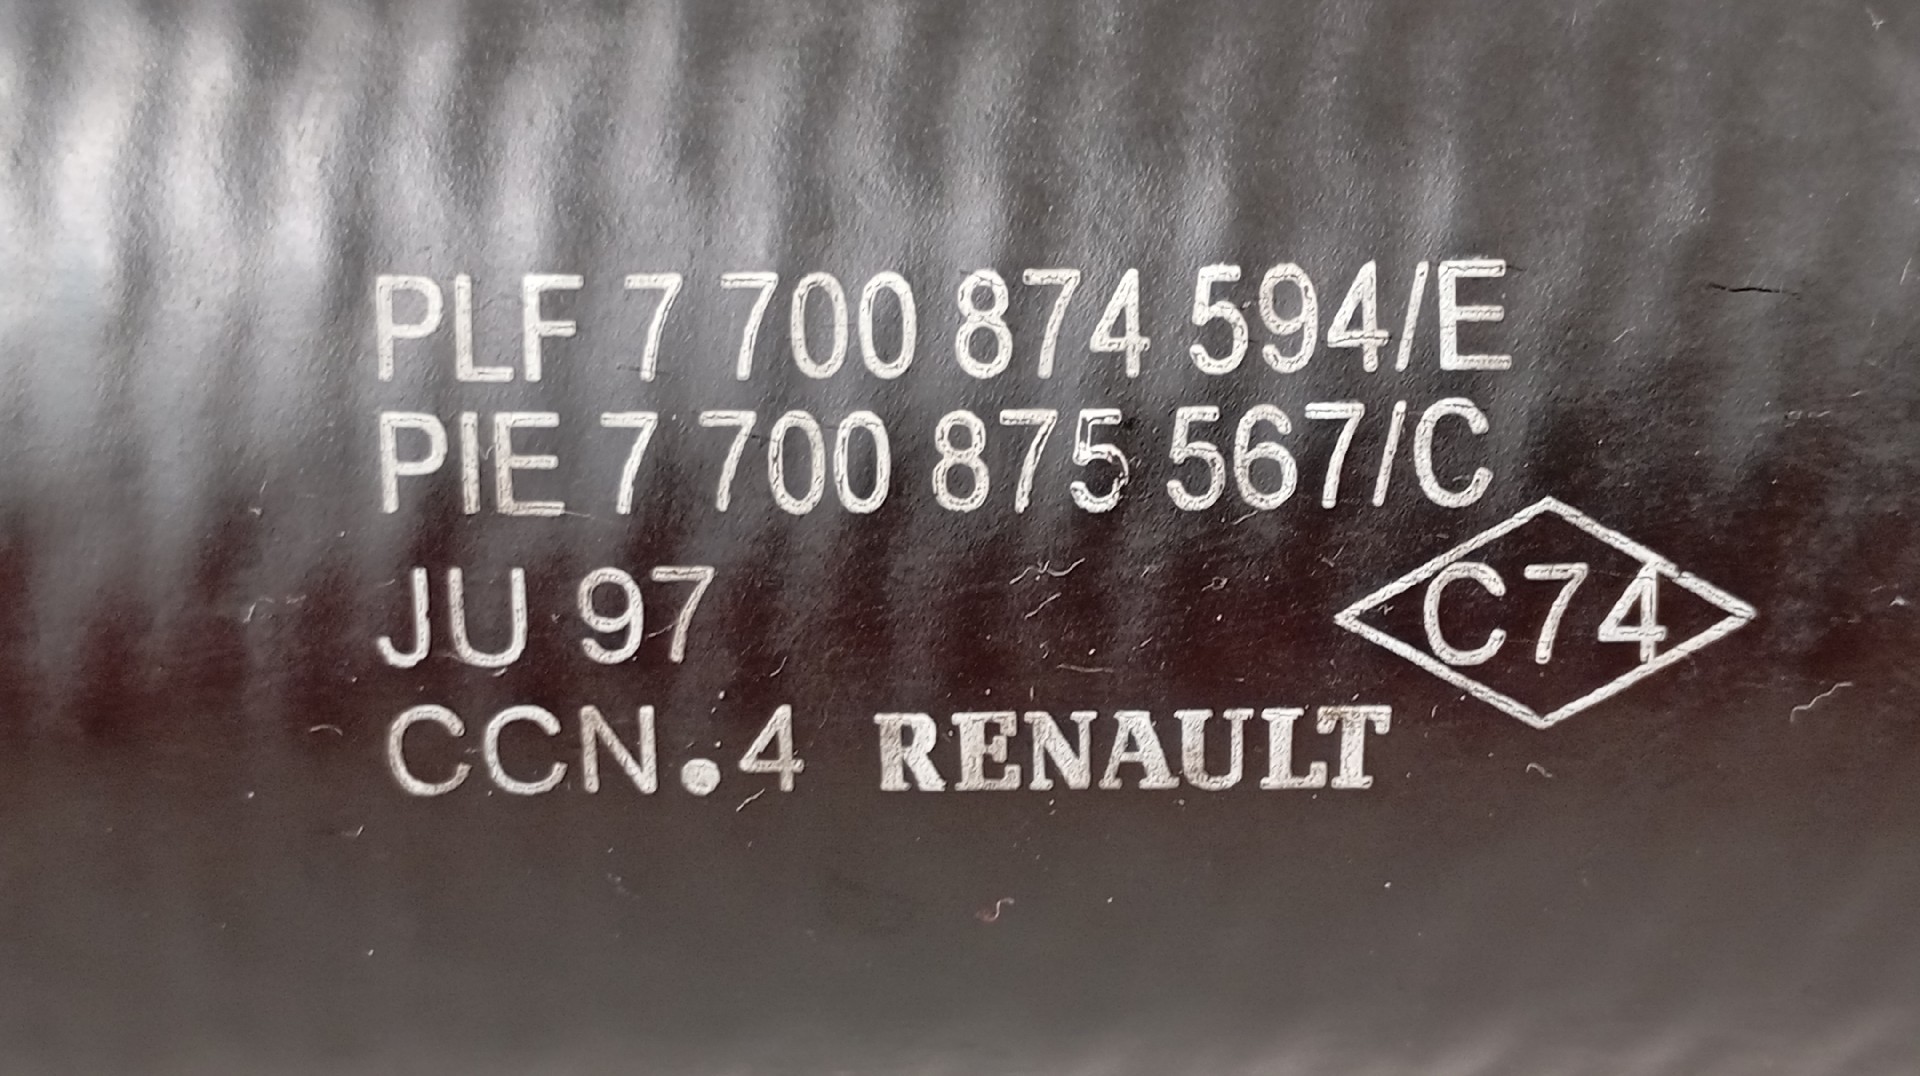 PLF 7 700 874 594/E
PIE 7 700 875 567/C
JU 97
C74
CCN.4 RENAULT